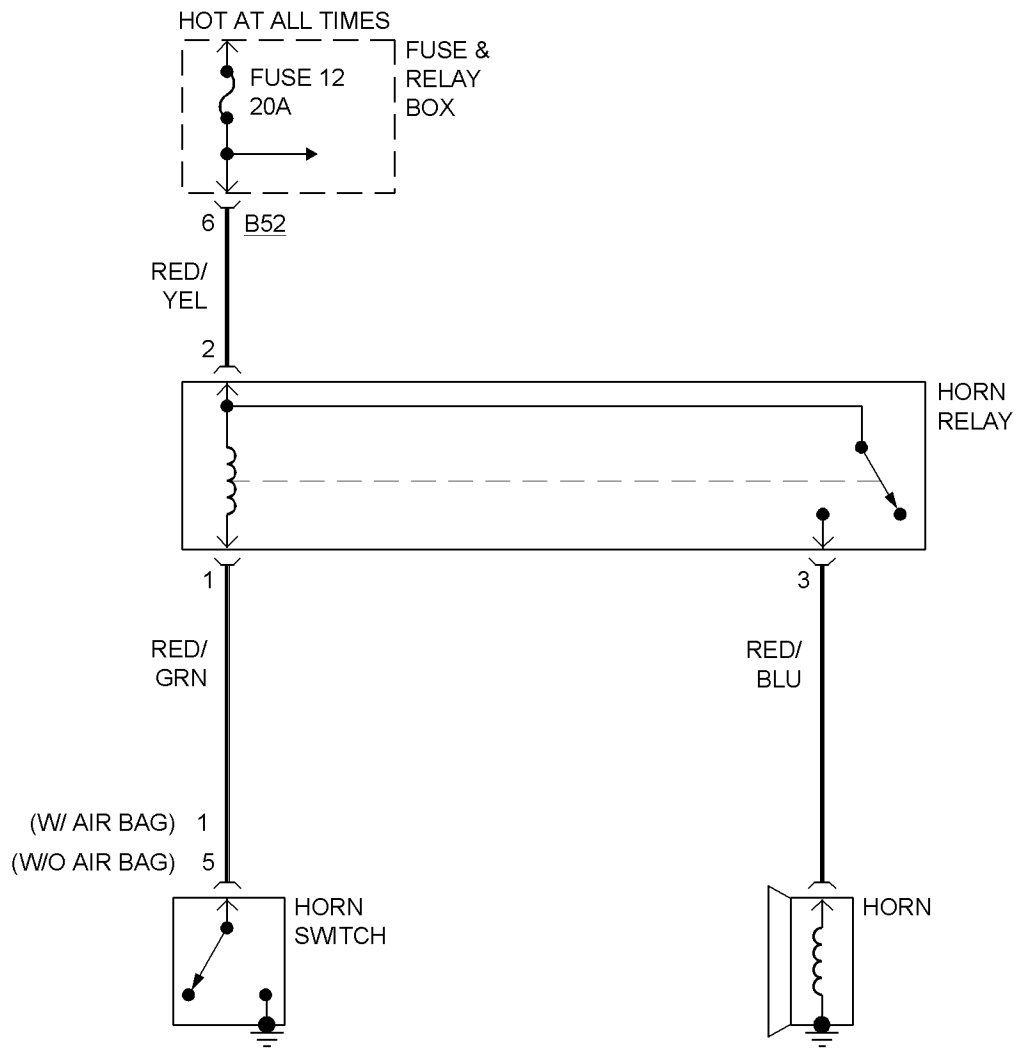 HOT AT ALL TIMES
FUSE &
RELAY
BOX
FUSE 12
20A
6 B52
RED/
YEL
2
HORN
RELAY
1
3
RED/
GRN
RED/
BLU
(W/ AIR BAG) 1
(W/O AIR BAG) 5
HORN
SWITCH
HORN